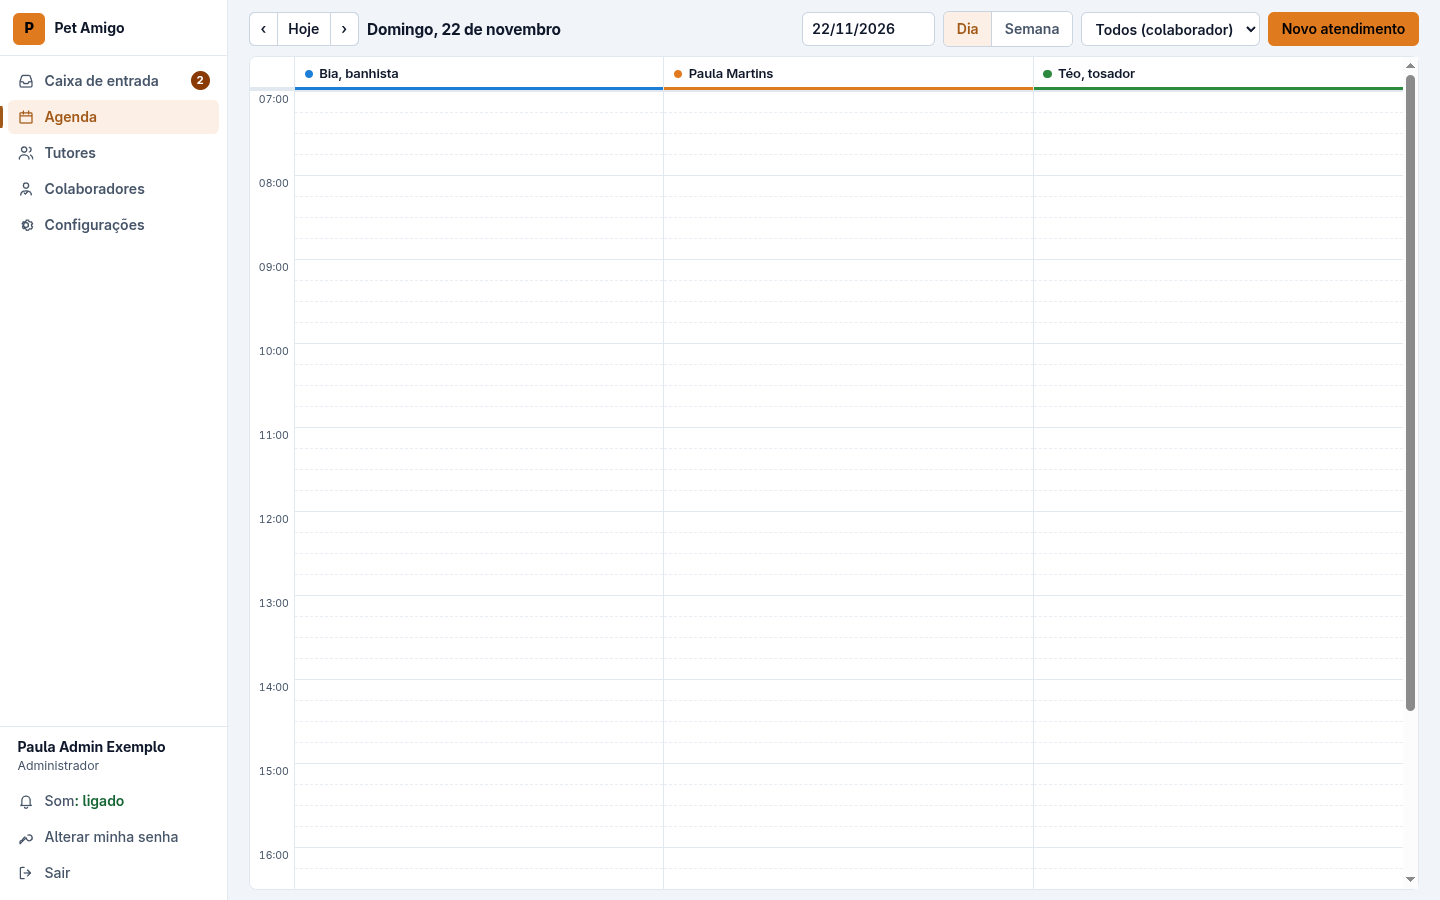 P Pet Amigo
Caixa de entrada 2
Agenda
Tutores
Colaboradores
Configurações
Paula Admin Exemplo
Administrador
Som: ligado
Alterar minha senha
Sair
‹ Hoje › Domingo, 22 de novembro 22/11/2026 Dia Semana Todos (colaborador) Novo atendimento
Bia, banhista Paula Martins Téo, tosador
07:00
08:00
09:00
10:00
11:00
12:00
13:00
14:00
15:00
16:00